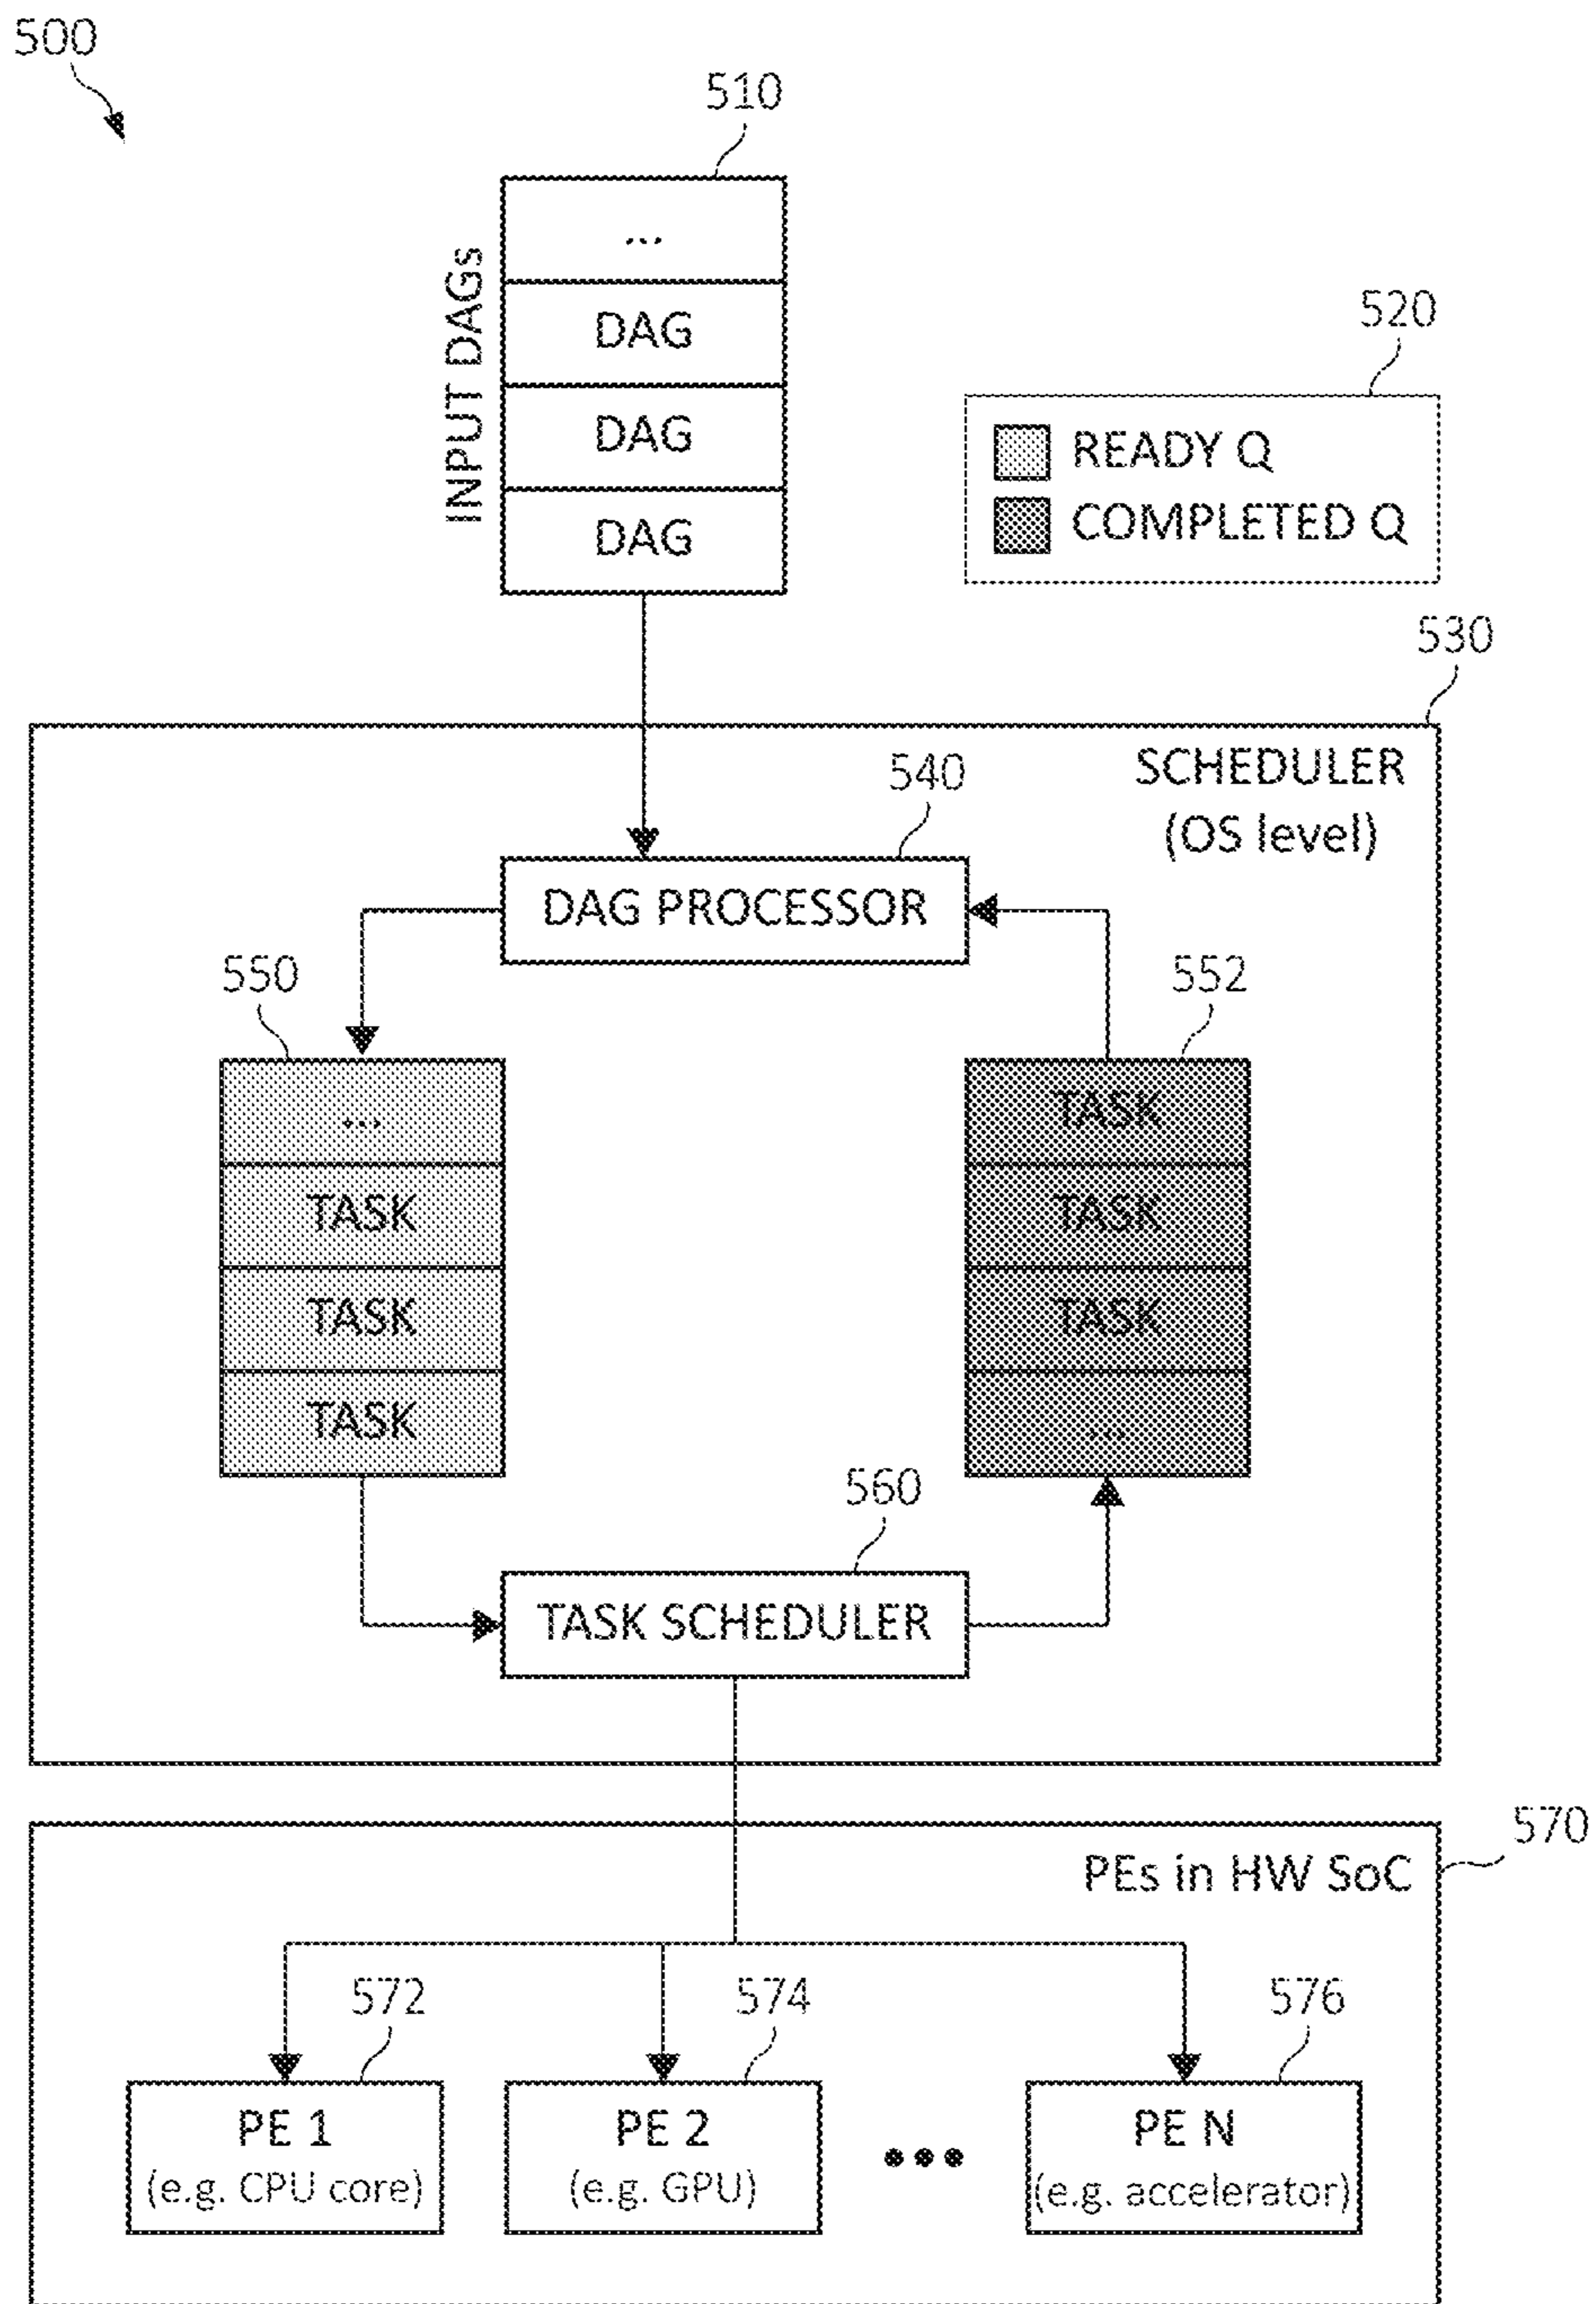 500
510
...
INPUT DAGs
DAG
DAG
DAG
520
READY Q
COMPLETED Q
530
SCHEDULER
(OS level)
540
DAG PROCESSOR
550
552
...
TASK
TASK
TASK
TASK
TASK
TASK
...
560
TASK SCHEDULER
570
PEs in HW SoC
572
574
576
PE 1
(e.g. CPU core)
PE 2
(e.g. GPU)
•••
PE N
(e.g. accelerator)